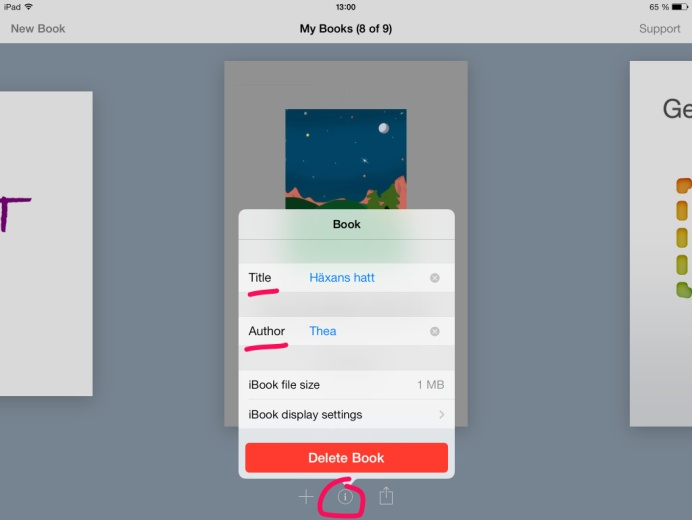 iPad 13:00 65 %
New Book My Books (8 of 9) Support
Ge
T
Book
Title Häxans hatt
Author Thea
iBook file size 1 MB
iBook display settings
Delete Book